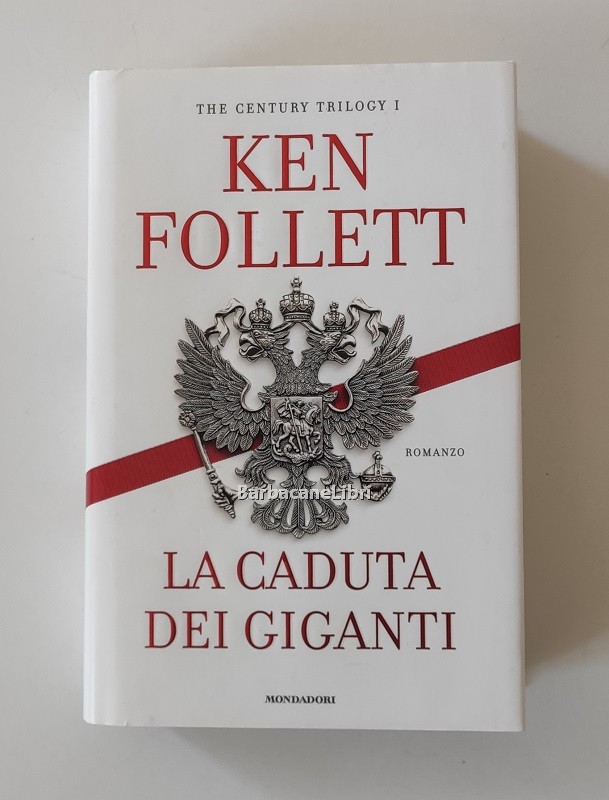 THE CENTURY TRILOGY I
KEN
FOLLETT
ROMANZO
BarbacaneLibri
LA CADUTA
DEI GIGANTI
MONDADORI